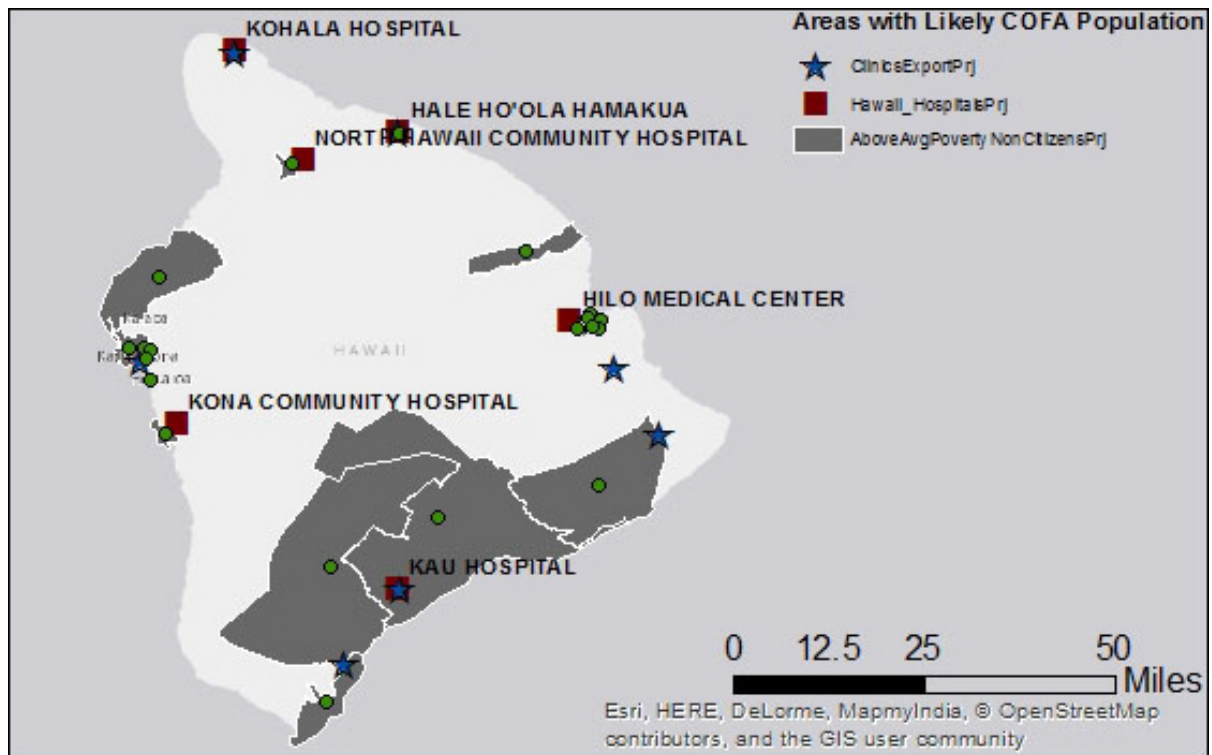 KOHALA HOSPITAL
Areas with Likely COFA Population
ClinicsExportPrj
Hawaii_HospitalsPrj
AboveAvgPoverty NonCitizensPrj
HALE HO'OLA HAMAKUA
NORTH HAWAII COMMUNITY HOSPITAL
HILO MEDICAL CENTER
HAWAII
KONA COMMUNITY HOSPITAL
KAU HOSPITAL
0 12.5 25 50
Miles
Esri, HERE, DeLorme, MapmyIndia, © OpenStreetMap
contributors, and the GIS user community